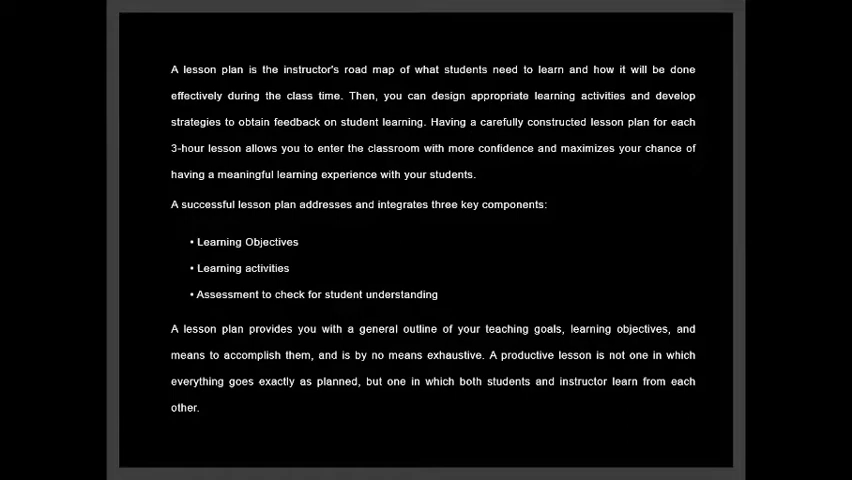 A lesson plan is the instructor's road map of what students need to learn and how it will be done
effectively during the class time. Then, you can design appropriate learning activities and develop
strategies to obtain feedback on student learning. Having a carefully constructed lesson plan for each
3-hour lesson allows you to enter the classroom with more confidence and maximizes your chance of
having a meaningful learning experience with your students.
A successful lesson plan addresses and integrates three key components:
• Learning Objectives
• Learning activities
• Assessment to check for student understanding
A lesson plan provides you with a general outline of your teaching goals, learning objectives, and
means to accomplish them, and is by no means exhaustive. A productive lesson is not one in which
everything goes exactly as planned, but one in which both students and instructor learn from each
other.